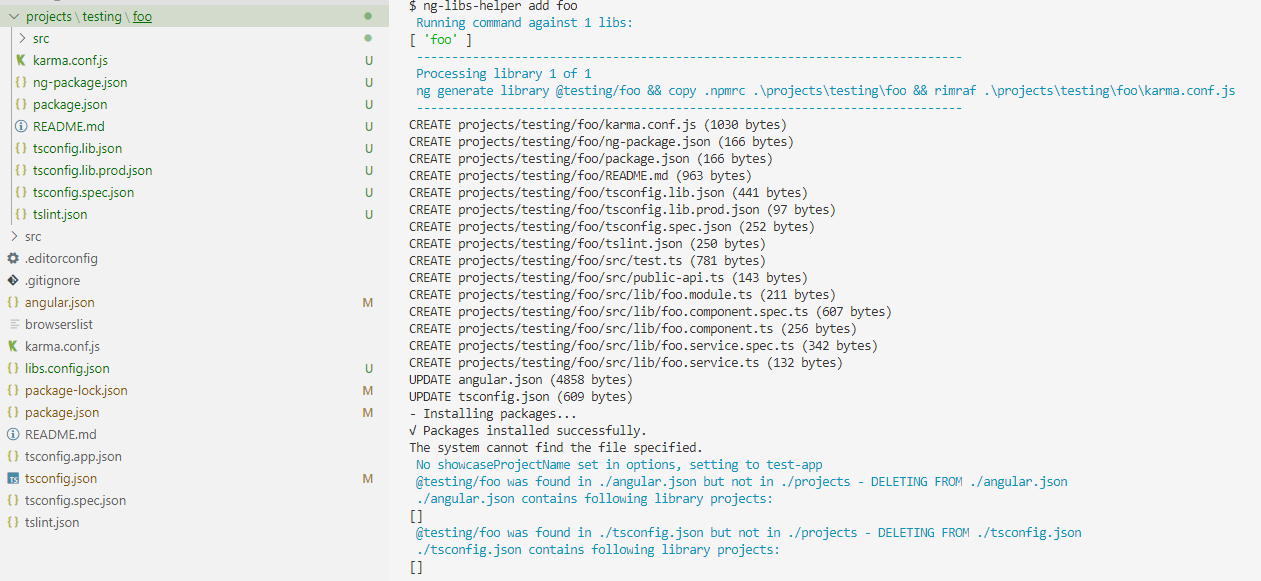 projects \ testing \ foo
src
karma.conf.js U
ng-package.json U
package.json U
README.md U
tsconfig.lib.json U
tsconfig.lib.prod.json U
tsconfig.spec.json U
tslint.json U
src
.editorconfig
.gitignore
angular.json M
browserslist
karma.conf.js
libs.config.json U
package-lock.json M
package.json M
README.md
tsconfig.app.json
tsconfig.json M
tsconfig.spec.json
tslint.json
$ ng-libs-helper add foo
Running command against 1 libs:
[ 'foo' ]
------------------------------------------------------------------------------
Processing library 1 of 1
ng generate library @testing/foo && copy .npmrc .\projects\testing\foo && rimraf .\projects\testing\foo\karma.conf.js
------------------------------------------------------------------------------
CREATE projects/testing/foo/karma.conf.js (1030 bytes)
CREATE projects/testing/foo/ng-package.json (166 bytes)
CREATE projects/testing/foo/package.json (166 bytes)
CREATE projects/testing/foo/README.md (963 bytes)
CREATE projects/testing/foo/tsconfig.lib.json (441 bytes)
CREATE projects/testing/foo/tsconfig.lib.prod.json (97 bytes)
CREATE projects/testing/foo/tsconfig.spec.json (252 bytes)
CREATE projects/testing/foo/tslint.json (250 bytes)
CREATE projects/testing/foo/src/test.ts (781 bytes)
CREATE projects/testing/foo/src/public-api.ts (143 bytes)
CREATE projects/testing/foo/src/lib/foo.module.ts (211 bytes)
CREATE projects/testing/foo/src/lib/foo.component.spec.ts (607 bytes)
CREATE projects/testing/foo/src/lib/foo.component.ts (256 bytes)
CREATE projects/testing/foo/src/lib/foo.service.spec.ts (342 bytes)
CREATE projects/testing/foo/src/lib/foo.service.ts (132 bytes)
UPDATE angular.json (4858 bytes)
UPDATE tsconfig.json (609 bytes)
- Installing packages...
√ Packages installed successfully.
The system cannot find the file specified.
No showcaseProjectName set in options, setting to test-app
@testing/foo was found in ./angular.json but not in ./projects - DELETING FROM ./angular.json
./angular.json contains following library projects:
[]
@testing/foo was found in ./tsconfig.json but not in ./projects - DELETING FROM ./tsconfig.json
./tsconfig.json contains following library projects:
[]